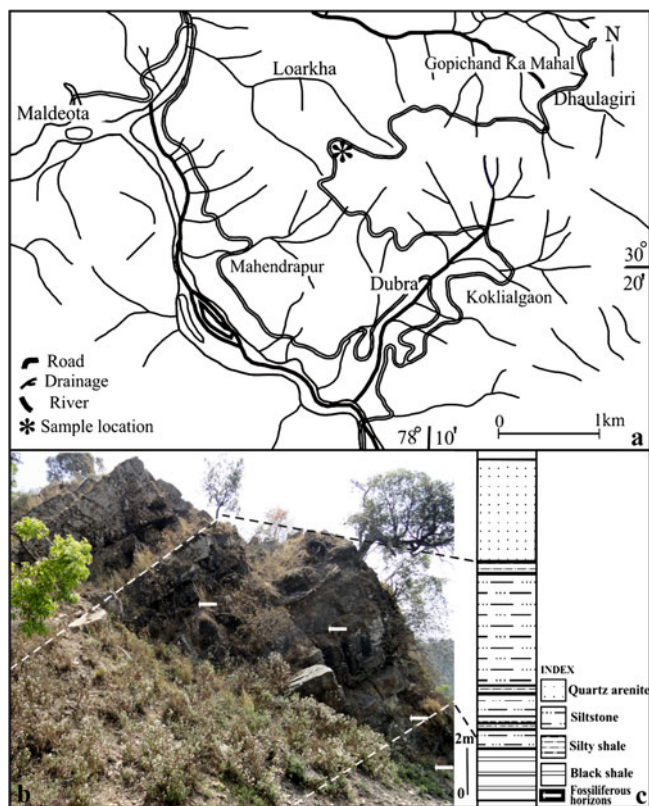 Gopichand Ka Mahal
N
Loarkha
Maldeota
Dhaulagiri
Mahendrapur
Dubra
Koklialgaon
30°
20'
Road
Drainage
River
Sample location
78° 10'
0 1km
a
INDEX
Quartz arenite
Siltstone
Silty shale
Black shale
Fossiliferous
horizons
2m
0
b
c